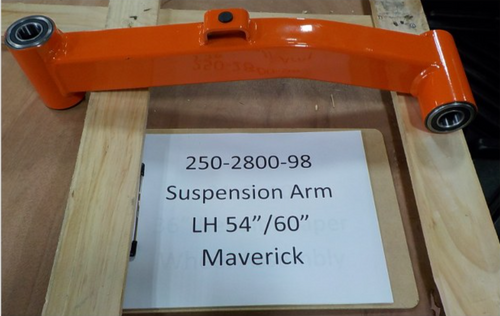 250-2800-98
Suspension Arm
LH 54”/60”
Maverick